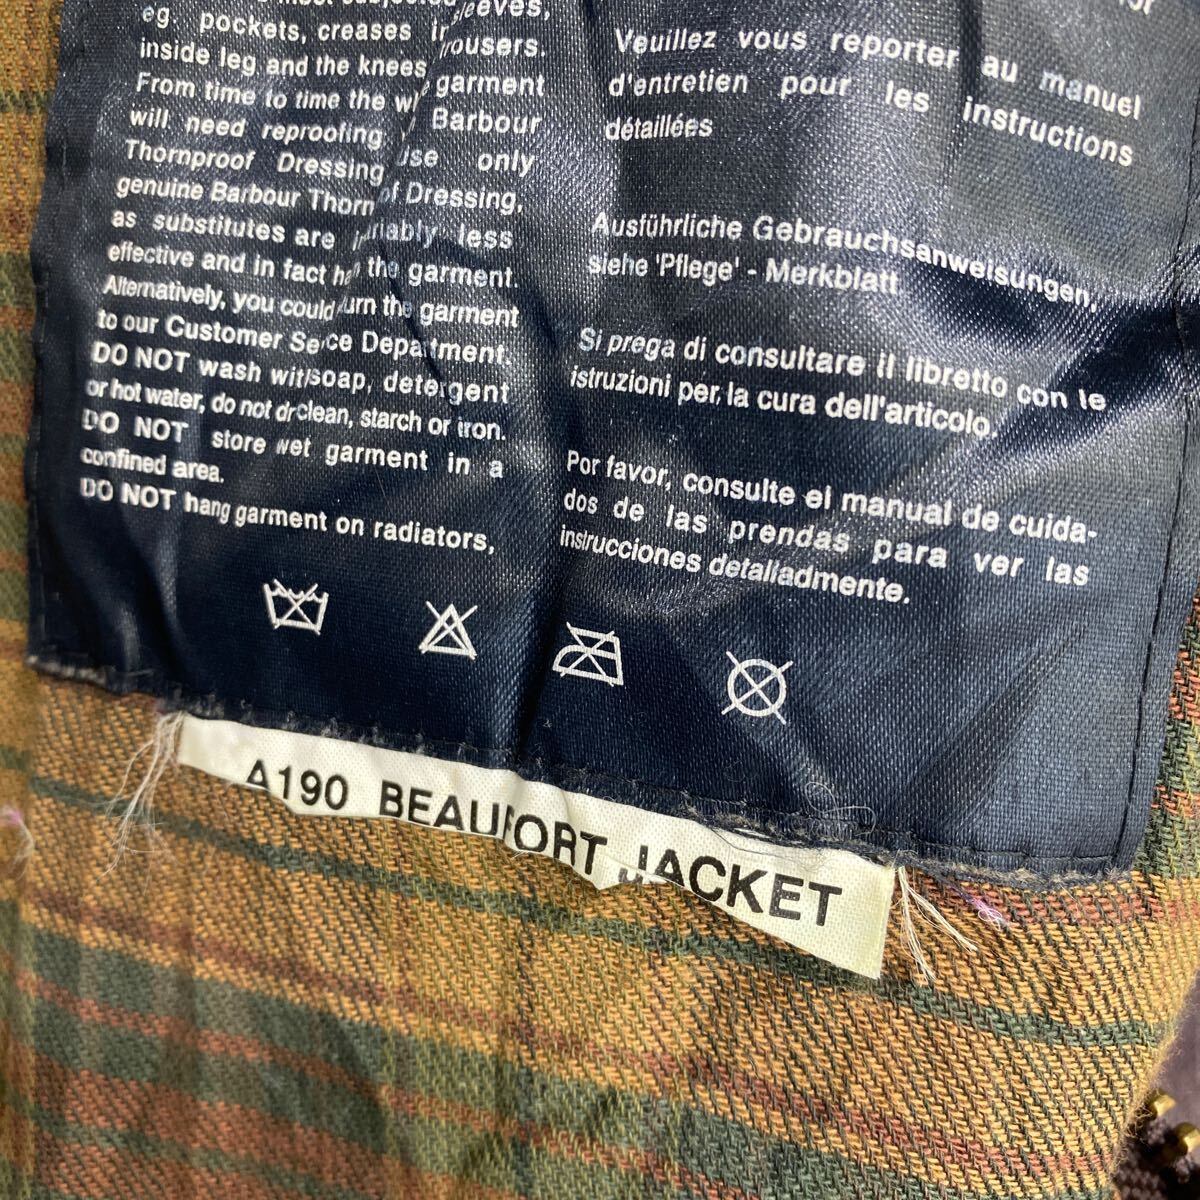 most
eg. pockets, creases in
inside leg and the knees trousers.
From time to time the garment
will need reproofing Barbour
Thornproof Dressing use only
genuine Barbour Thorn of Dressing,
as substitutes are less
effective and in fact the garment.
Alternatively, you could turn the garment
to our Customer Department.
DO NOT wash soap, detergent
or hot water, do not clean, starch or iron.
DO NOT store wet garment in a
confined area.
DO NOT hang garment on radiators,
Veuillez vous reporter au manuel
d'entretien pour les instructions
détaillées
Ausführliche Gebrauchsanweisungen,
siehe 'Pflege' - Merkblatt
Si prega di consultare il libretto con le
istruzioni per, la cura dell'articolo.
Por favor, consulte el manual de cuida-
dos de las prendas para ver las
instrucciones detalladmente.
A190 BEAUFORT JACKET